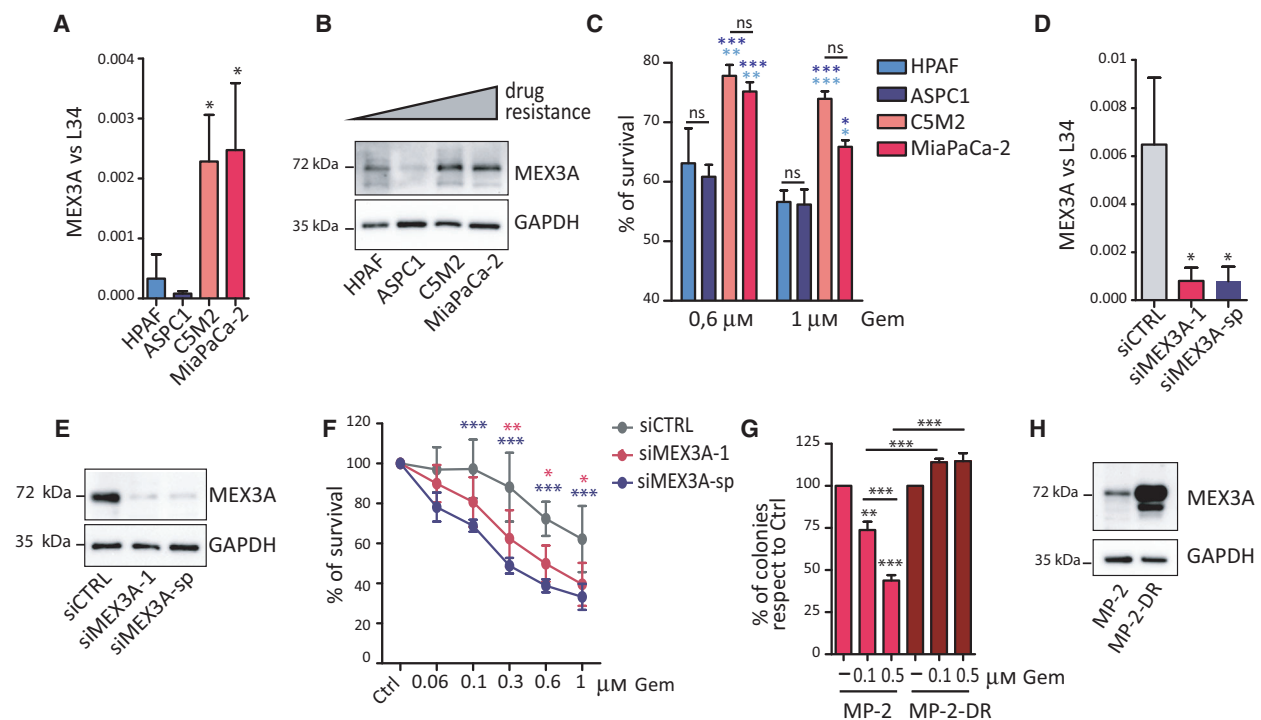 A
MEX3A vs L34
0.004
0.003
0.002
0.001
0.000
*
*
HPAF
ASPC1
C5M2
MiaPaCa-2
B
drug
resistance
72 kDa
MEX3A
35 kDa
GAPDH
HPAF
ASPC1
C5M2
MiaPaCa-2
C
% of survival
80
70
60
50
40
ns
ns
***
**
***
**
ns
ns
***
***
*
*
0,6 μM
1 μM
Gem
HPAF
ASPC1
C5M2
MiaPaCa-2
D
MEX3A vs L34
0.010
0.008
0.006
0.004
0.002
0.000
*
*
siCTRL
siMEX3A-1
siMEX3A-sp
E
72 kDa
MEX3A
35 kDa
GAPDH
siCTRL
siMEX3A-1
siMEX3A-sp
F
% of survival
120
100
80
60
40
20
0
***
**
***
*
***
*
***
siCTRL
siMEX3A-1
siMEX3A-sp
Ctrl
0.06
0.1
0.3
0.6
1
μM Gem
G
% of colonies
respect to Ctrl
125
100
75
50
25
0
***
***
***
**
***
– 0.1 0.5
– 0.1 0.5
μM Gem
MP-2
MP-2-DR
H
72 kDa
MEX3A
35 kDa
GAPDH
MP-2
MP-2-DR